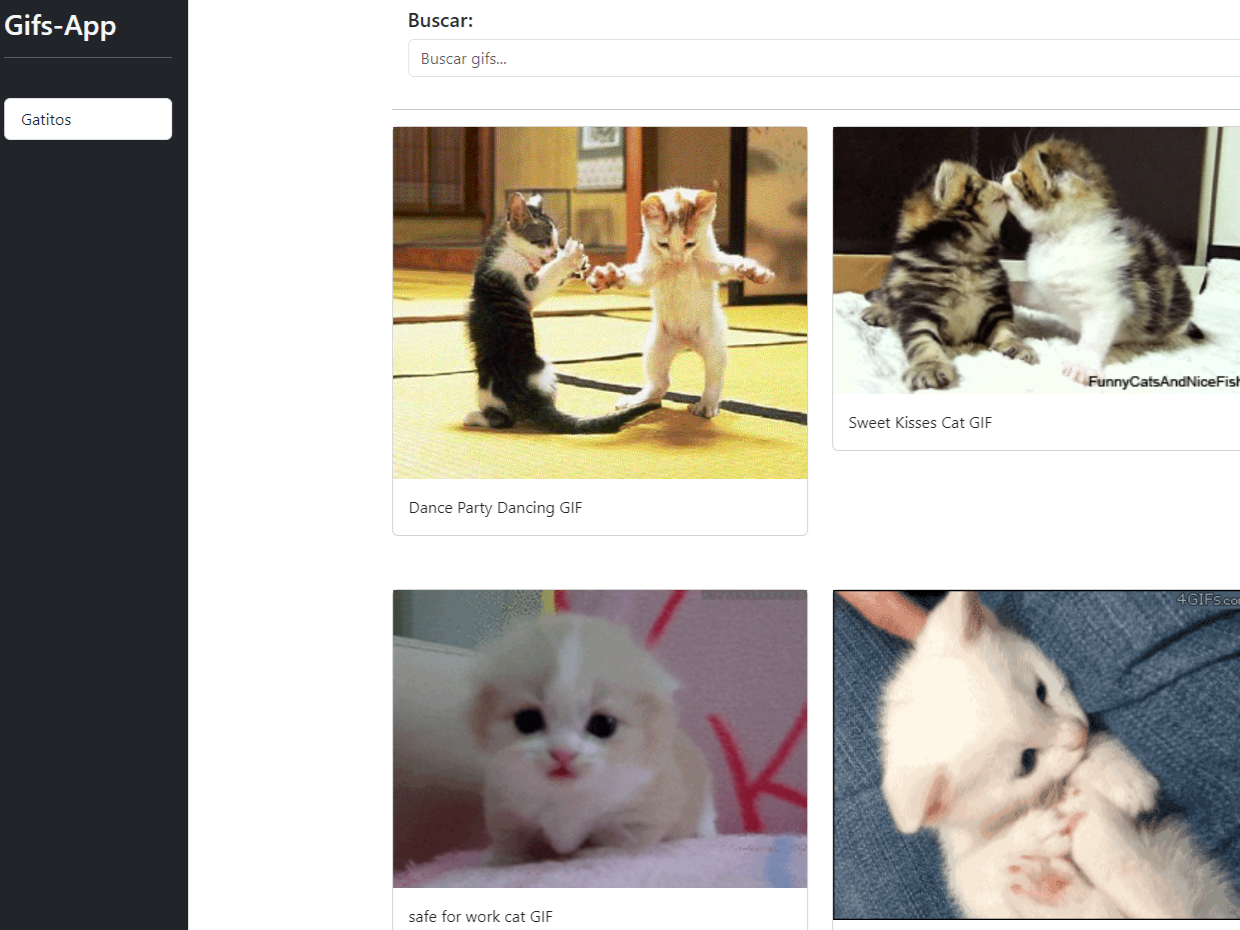 Gifs-App
Gatitos
Buscar:
Buscar gifs...
FunnyCatsAndNiceFish
Dance Party Dancing GIF
Sweet Kisses Cat GIF
4GIFs.com
safe for work cat GIF